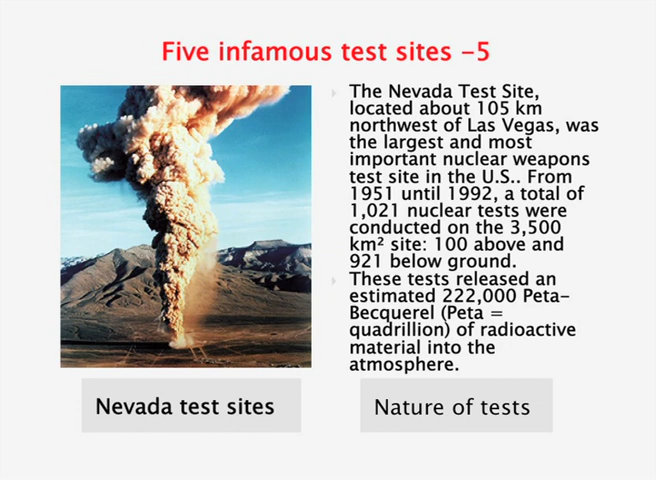 Five infamous test sites -5
The Nevada Test Site,
located about 105 km
northwest of Las Vegas, was
the largest and most
important nuclear weapons
test site in the U.S.. From
1951 until 1992, a total of
1,021 nuclear tests were
conducted on the 3,500
km² site: 100 above and
921 below ground.
These tests released an
estimated 222,000 Peta-
Becquerel (Peta =
quadrillion) of radioactive
material into the
atmosphere.
Nevada test sites
Nature of tests